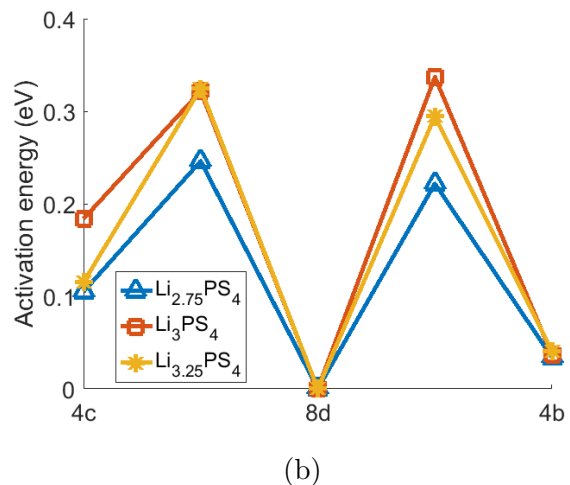 0.4
0.3
0.2
0.1
0
Activation energy (eV)
Li2.75PS4
Li3PS4
Li3.25PS4
4c 8d 4b
(b)